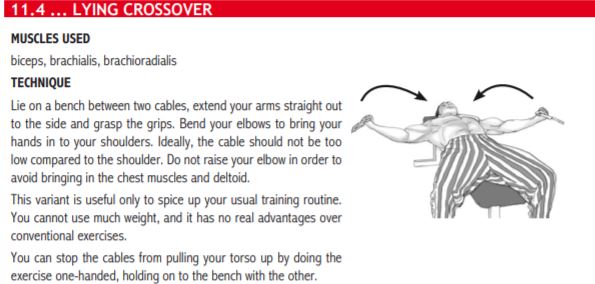 11.4 ... LYING CROSSOVER
MUSCLES USED
biceps, brachialis, brachioradialis
TECHNIQUE
Lie on a bench between two cables, extend your arms straight out
to the side and grasp the grips. Bend your elbows to bring your
hands in to your shoulders. Ideally, the cable should not be too
low compared to the shoulder. Do not raise your elbow in order to
avoid bringing in the chest muscles and deltoid.
This variant is useful only to spice up your usual training routine.
You cannot use much weight, and it has no real advantages over
conventional exercises.
You can stop the cables from pulling your torso up by doing the
exercise one-handed, holding on to the bench with the other.